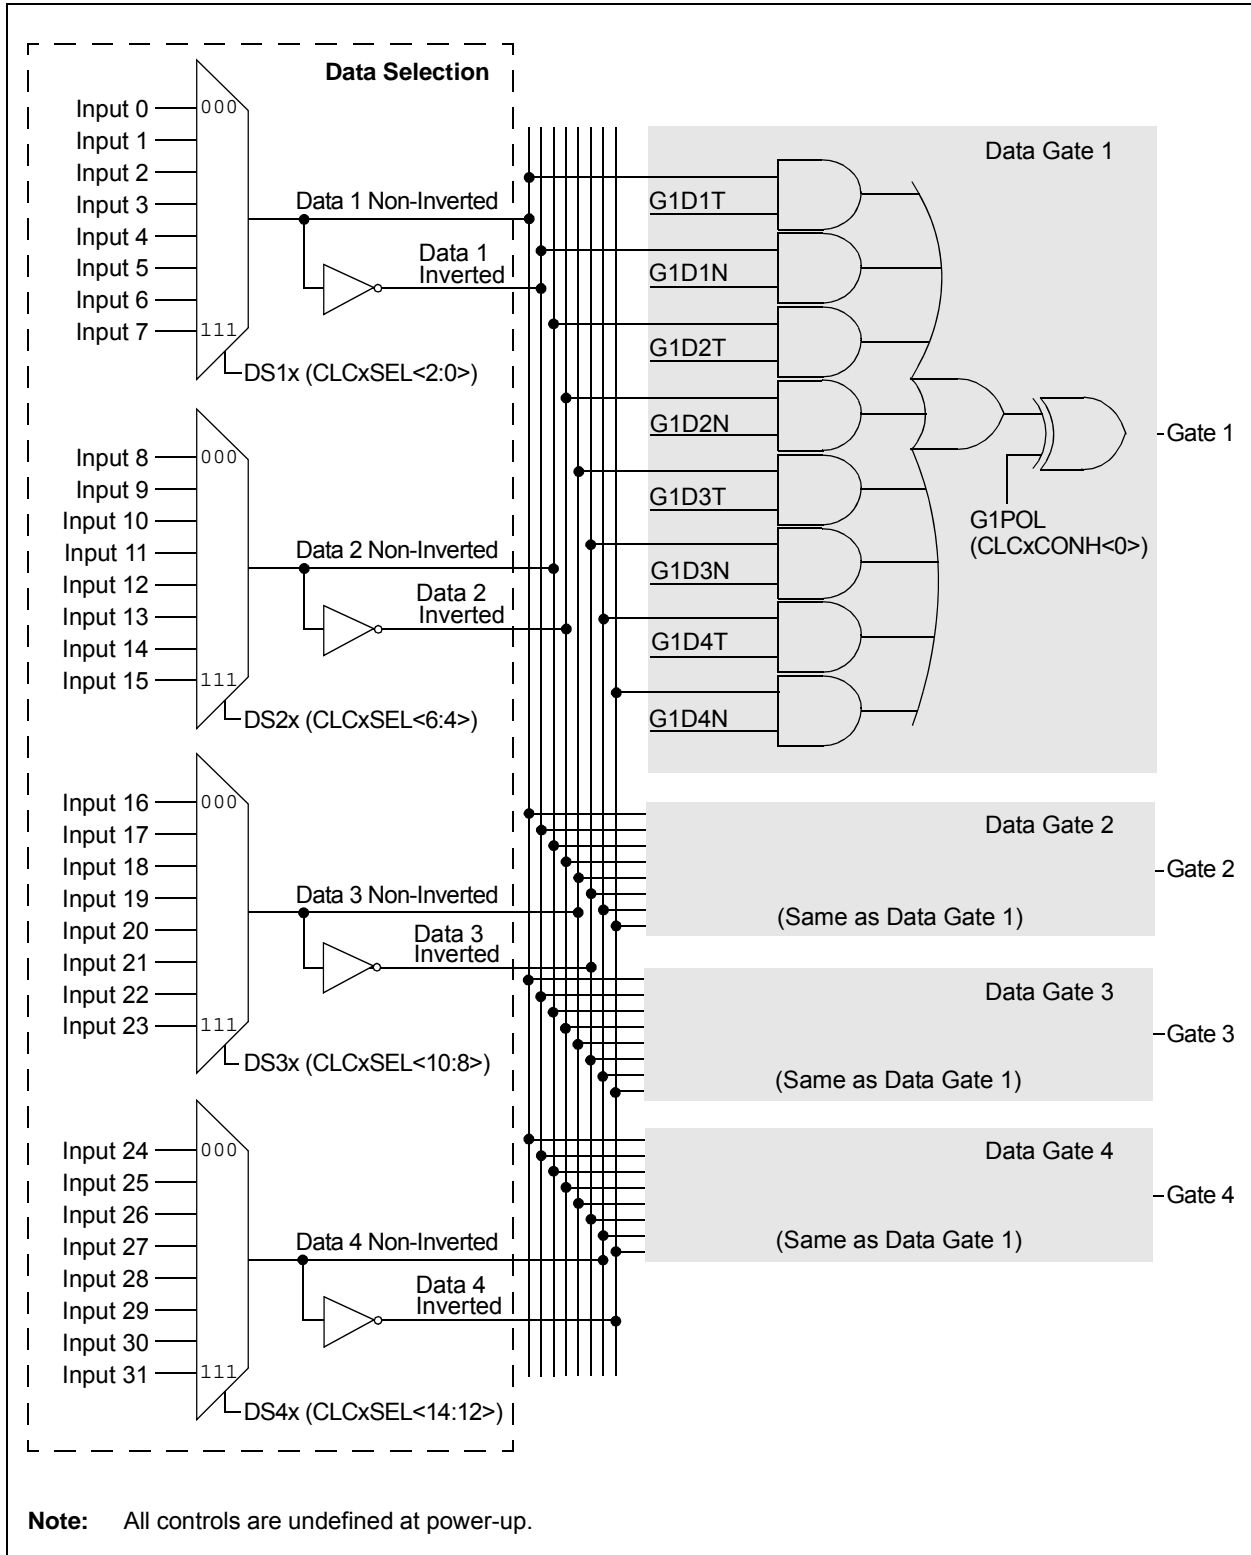 Data Selection
Input 0
Input 1
Input 2
Input 3
Input 4
Input 5
Input 6
Input 7
000
111
Data 1 Non-Inverted
Data 1
Inverted
DS1x (CLCxSEL<2:0>)
Input 8
Input 9
Input 10
Input 11
Input 12
Input 13
Input 14
Input 15
000
111
Data 2 Non-Inverted
Data 2
Inverted
DS2x (CLCxSEL<6:4>)
Input 16
Input 17
Input 18
Input 19
Input 20
Input 21
Input 22
Input 23
000
111
Data 3 Non-Inverted
Data 3
Inverted
DS3x (CLCxSEL<10:8>)
Input 24
Input 25
Input 26
Input 27
Input 28
Input 29
Input 30
Input 31
000
111
Data 4 Non-Inverted
Data 4
Inverted
DS4x (CLCxSEL<14:12>)
Data Gate 1
G1D1T
G1D1N
G1D2T
G1D2N
G1D3T
G1D3N
G1D4T
G1D4N
G1POL
(CLCxCONH<0>)
Gate 1
Data Gate 2
(Same as Data Gate 1)
Gate 2
Data Gate 3
(Same as Data Gate 1)
Gate 3
Data Gate 4
(Same as Data Gate 1)
Gate 4
Note: All controls are undefined at power-up.